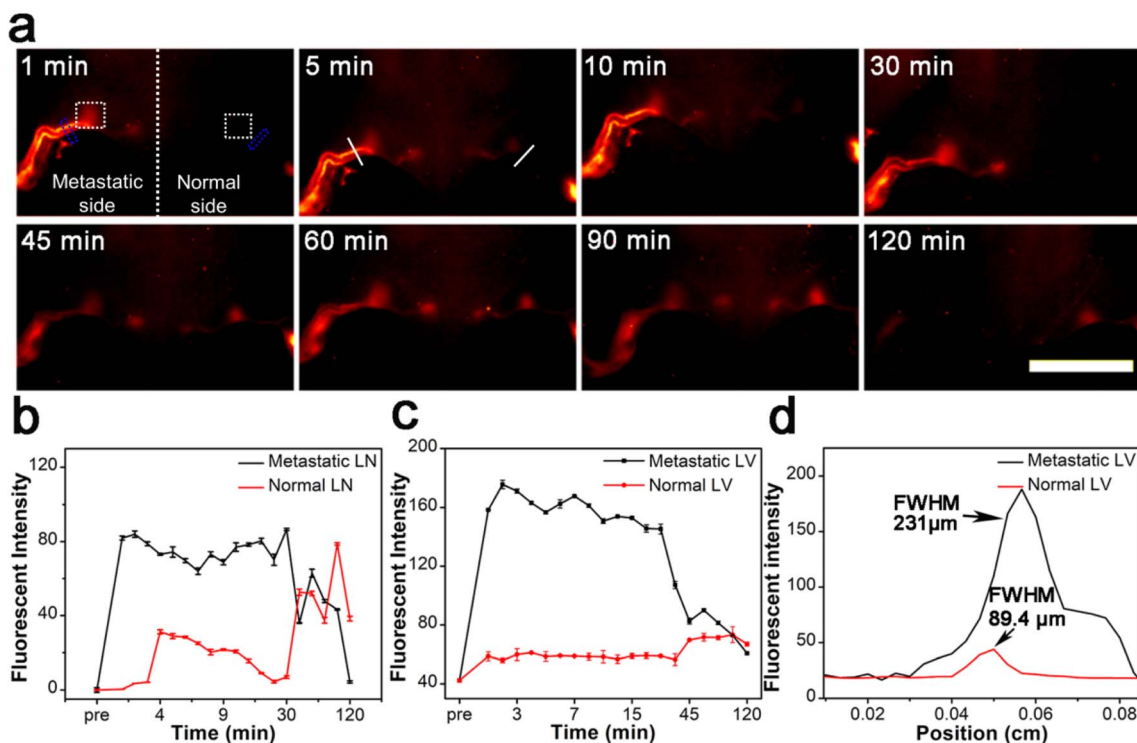 a
1 min
5 min
10 min
30 min
Metastatic side
Normal side
45 min
60 min
90 min
120 min
b
c
d
Fluorescent Intensity
120
80
40
0
Metastatic LN
Normal LN
pre
4
9
30
120
Time (min)
Fluorescent Intensity
200
160
120
80
40
Metastatic LV
Normal LV
pre
3
7
15
45
120
Time (min)
Fluorescent intensity
200
150
100
50
0
Metastatic LV
Normal LV
FWHM
231µm
FWHM
89.4 µm
0.02
0.04
0.06
0.08
Position (cm)